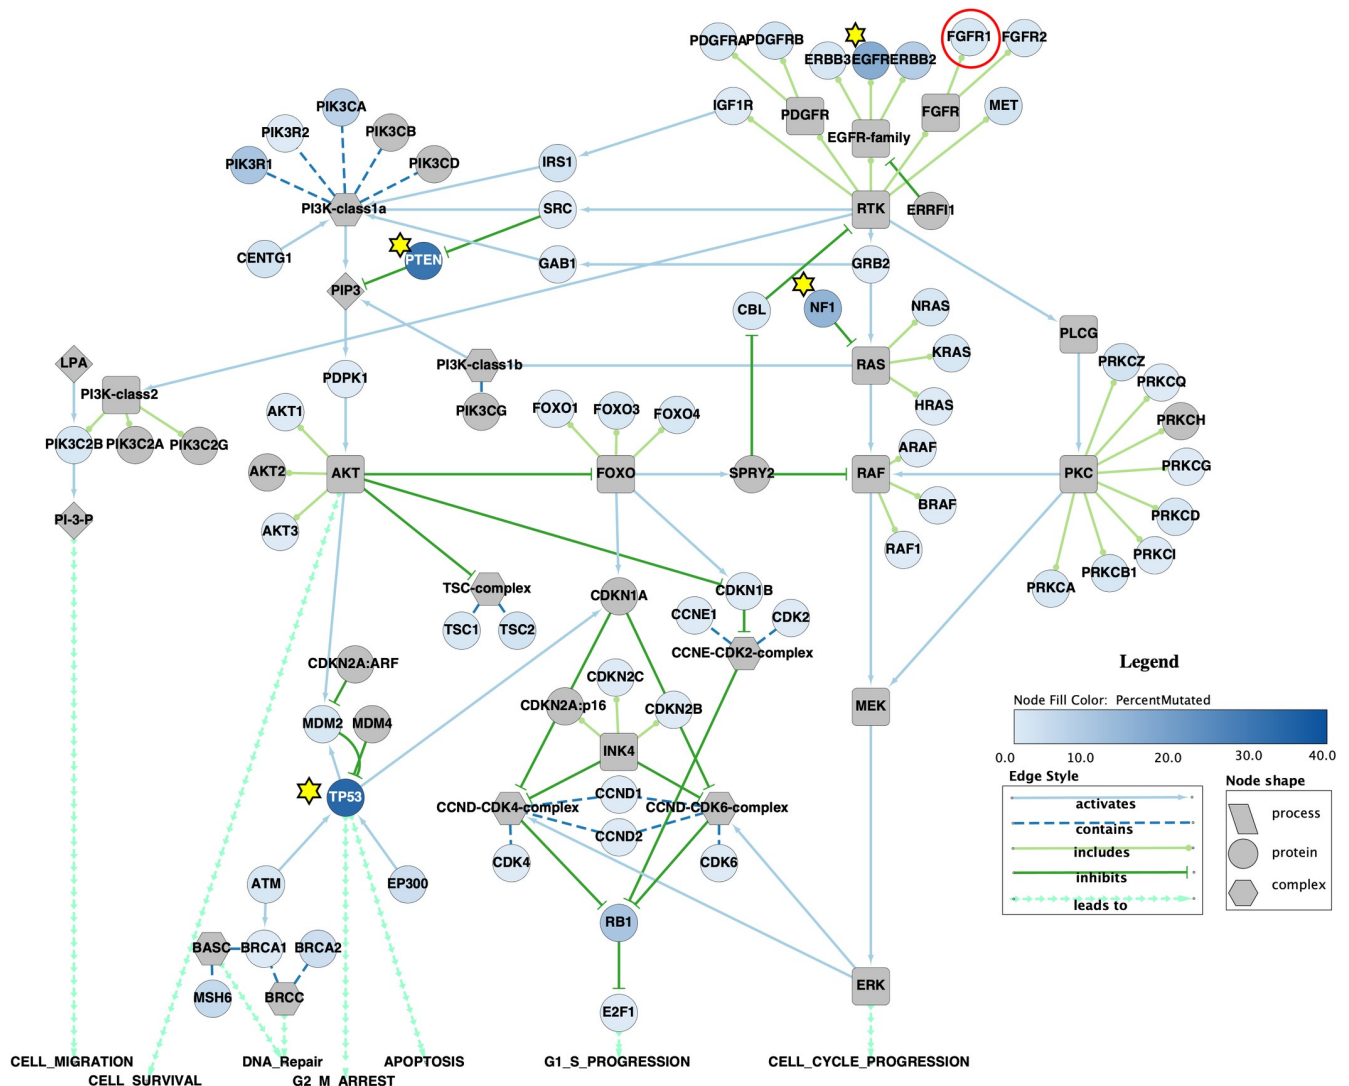 FGFR1
FGFR2
PDGFRA
PDGFRB
ERBB3
EGFR
ERBB2
PIK3CA
PIK3R2
PIK3CB
PIK3R1
PIK3CD
IGF1R
PDGFR
EGFR-family
FGFR
MET
IRS1
PI3K-class1a
SRC
RTK
ERRFI1
CENTG1
PTEN
GAB1
GRB2
PIP3
CBL
NF1
NRAS
PLCG
LPA
PI3K-class2
PDPK1
PI3K-class1b
RAS
KRAS
PRKCZ
PRKCQ
AKT1
PIK3CG
FOXO1
FOXO3
FOXO4
HRAS
PRKCH
PIK3C2B
PIK3C2A
PIK3C2G
ARAF
AKT2
AKT
FOXO
SPRY2
RAF
PKC
PRKCG
PI-3-P
AKT3
BRAF
PRKCD
RAF1
PRKCI
PRKCB1
PRKCA
TSC-complex
CDKN1A
CDKN1B
TSC1
TSC2
CCNE1
CDK2
CCNE-CDK2-complex
CDKN2A:ARF
CDKN2C
CDKN2A:p16
CDKN2B
MDM2
MDM4
INK4
MEK
TP53
CCND1
CCND-CDK4-complex
CCND-CDK6-complex
CCND2
CDK4
CDK6
ATM
EP300
RB1
BASC
BRCA1
BRCA2
MSH6
BRCC
E2F1
ERK
CELL_MIGRATION
CELL_SURVIVAL
DNA_Repair
G2_M_ARREST
APOPTOSIS
G1_S_PROGRESSION
CELL_CYCLE_PROGRESSION
Legend
Node Fill Color: PercentMutated
0.0 10.0 20.0 30.0 40.0
Edge Style
activates
contains
includes
inhibits
leads to
Node shape
process
protein
complex